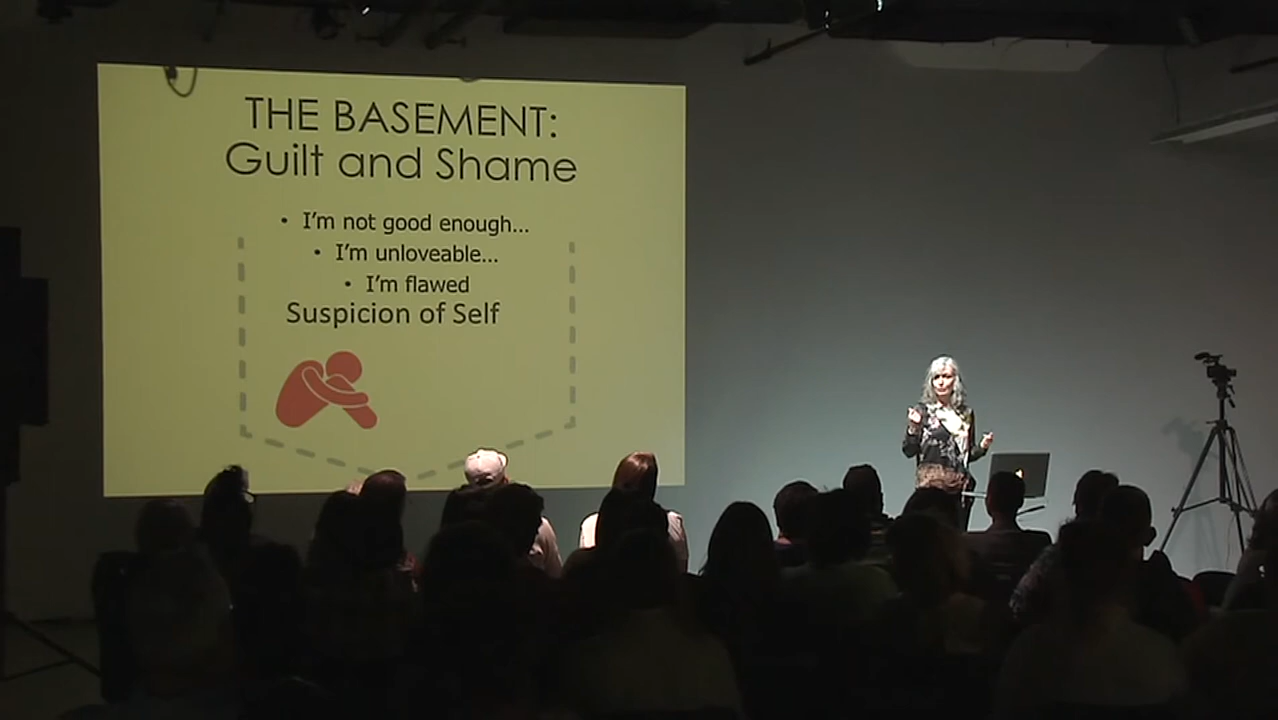 THE BASEMENT:
Guilt and Shame
• I'm not good enough...
• I'm unloveable...
• I'm flawed
Suspicion of Self